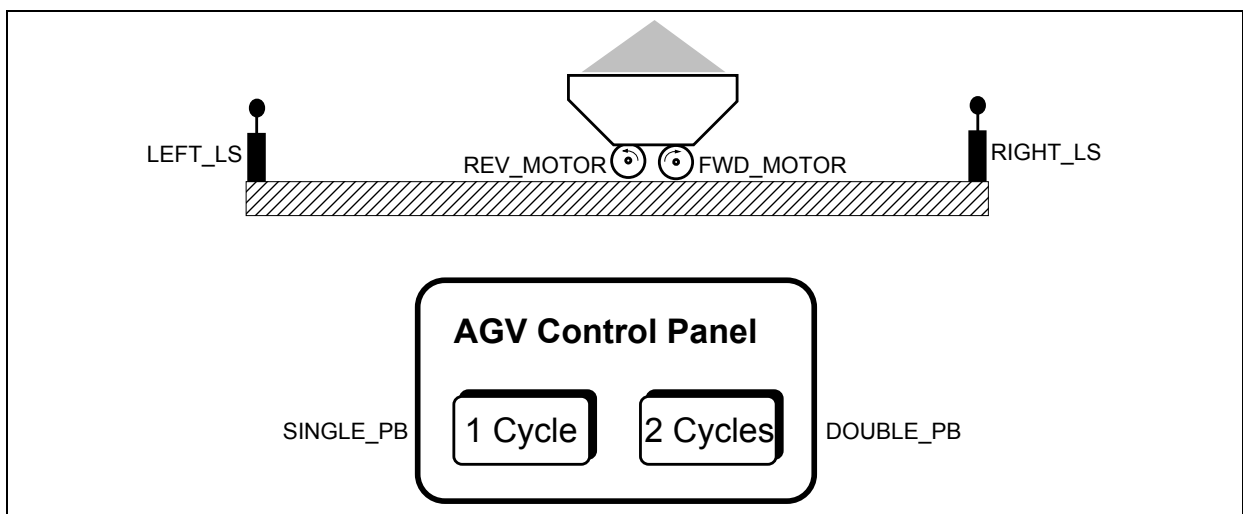 LEFT_LS
REV_MOTOR
FWD_MOTOR
RIGHT_LS
AGV Control Panel
SINGLE_PB
1 Cycle
2 Cycles
DOUBLE_PB